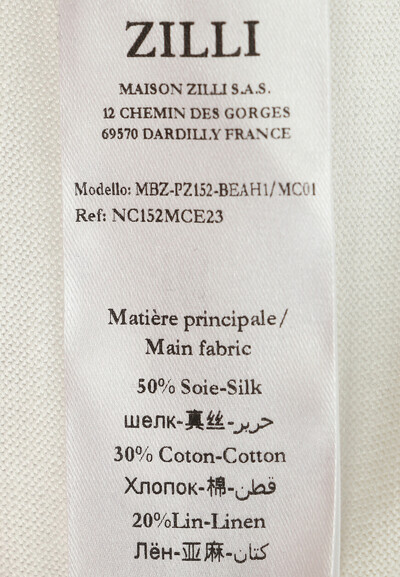 ZILLI
MAISON ZILLI S.A.S.
12 CHEMIN DES GORGES
69570 DARDILLY FRANCE
Modello: MBZ-PZ152-BEAH1/MC01
Ref: NC152MCE23
Matière principale/
Main fabric
50% Soie-Silk
шелк-真丝-حرير
30% Coton-Cotton
Хлопок-棉-قطن
20%Lin-Linen
Лён-亚麻-كتان